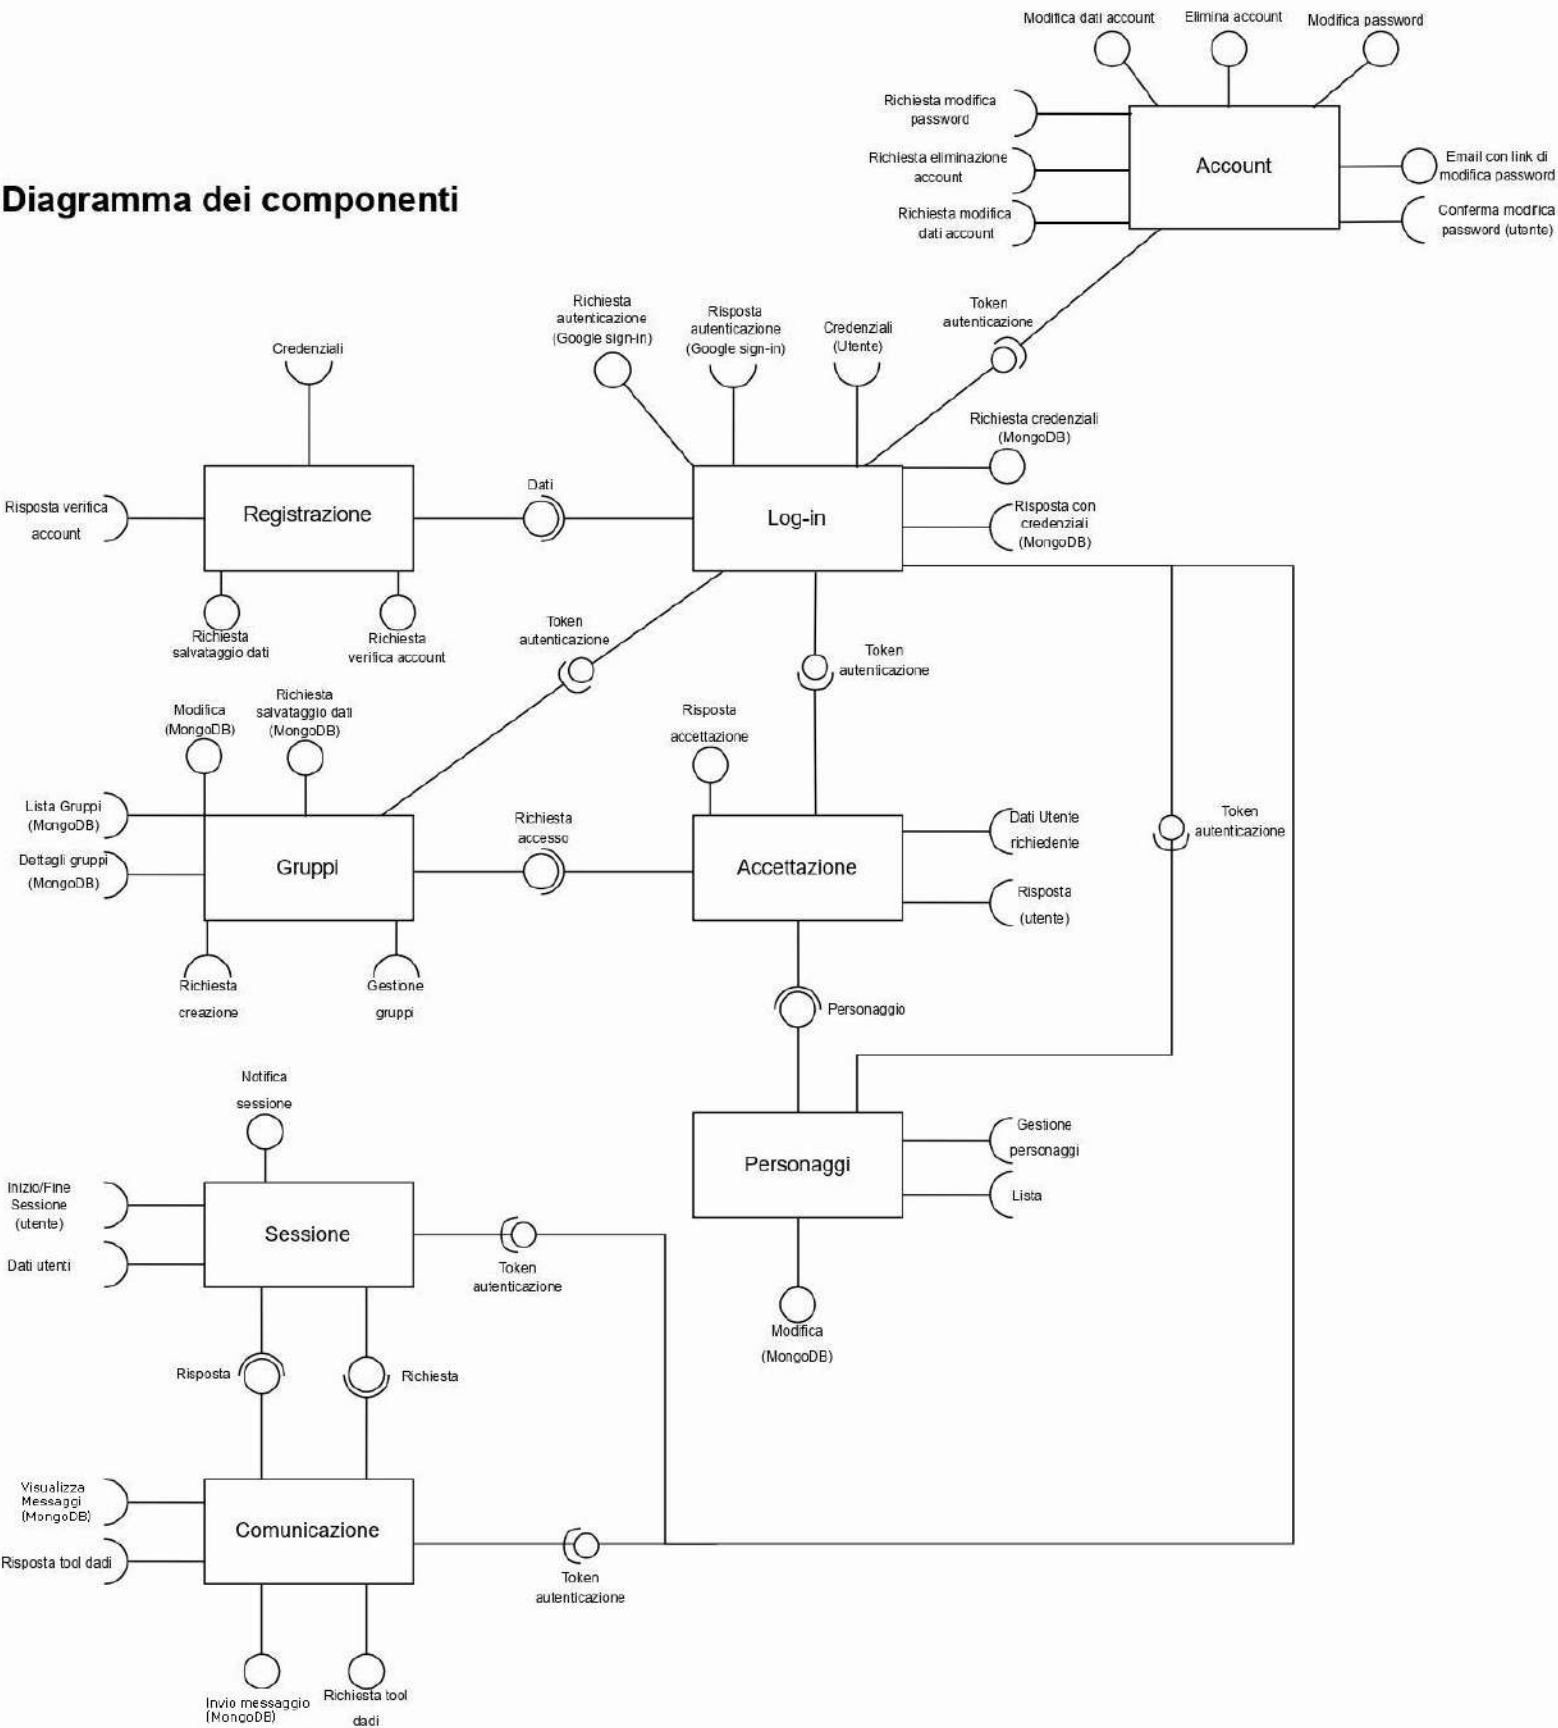 Modifica dati account
Elimina account
Modifica password
Richiesta modifica
password
Richiesta eliminazione
account
Richiesta modifica
dati account
Account
Email con link di
modifica password
Conferma modifica
password (utente)
Diagramma dei componenti
Token
autenticazione
Richiesta
autenticazione
(Google sign-in)
Risposta
autenticazione
(Google sign-in)
Credenziali
(Utente)
Credenziali
Richiesta credenziali
(MongoDB)
Risposta verifica
account
Registrazione
Dati
Log-in
Risposta con
credenziali
(MongoDB)
Richiesta
salvataggio dati
Richiesta
verifica account
Token
autenticazione
Token
autenticazione
Modifica
(MongoDB)
Richiesta
salvataggio dati
(MongoDB)
Risposta
accettazione
Lista Gruppi
(MongoDB)
Dettagli gruppi
(MongoDB)
Gruppi
Richiesta
accesso
Accettazione
Dati Utente
richiedente
Risposta
(utente)
Token
autenticazione
Richiesta
creazione
Gestione
gruppi
Personaggio
Notifica
sessione
Personaggi
Gestione
personaggi
Lista
Inizio/Fine
Sessione
(utente)
Dati utenti
Sessione
Token
autenticazione
Modifica
(MongoDB)
Risposta
Richiesta
Visualizza
Messaggi
(MongoDB)
Risposta tool dadi
Comunicazione
Token
autenticazione
Invio messaggio
(MongoDB)
Richiesta tool
dadi